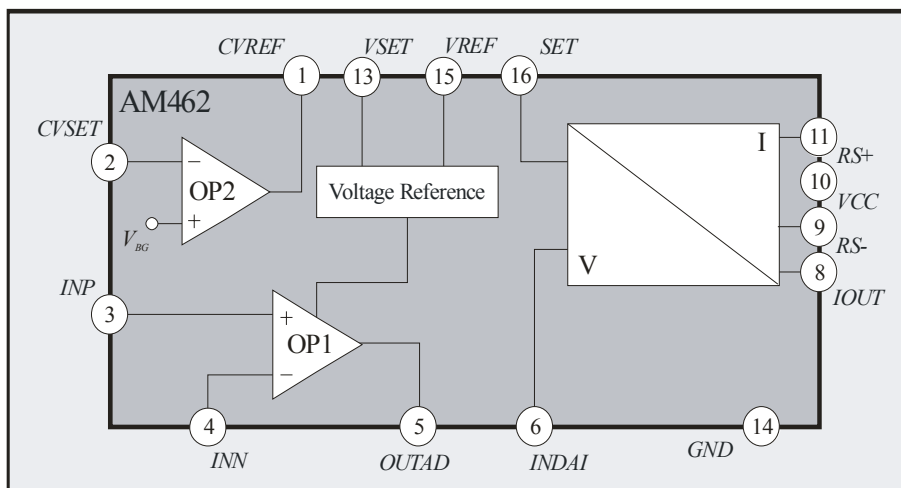 CVREF VSET VREF SET
1 13 15 16
AM462
CVSET
2
− OP2 +
V_BG
Voltage Reference
I
V
11
RS+
10
VCC
9
RS-
8
IOUT
INP
3
+ OP1 −
4 5 6 14
INN OUTAD INDAI GND